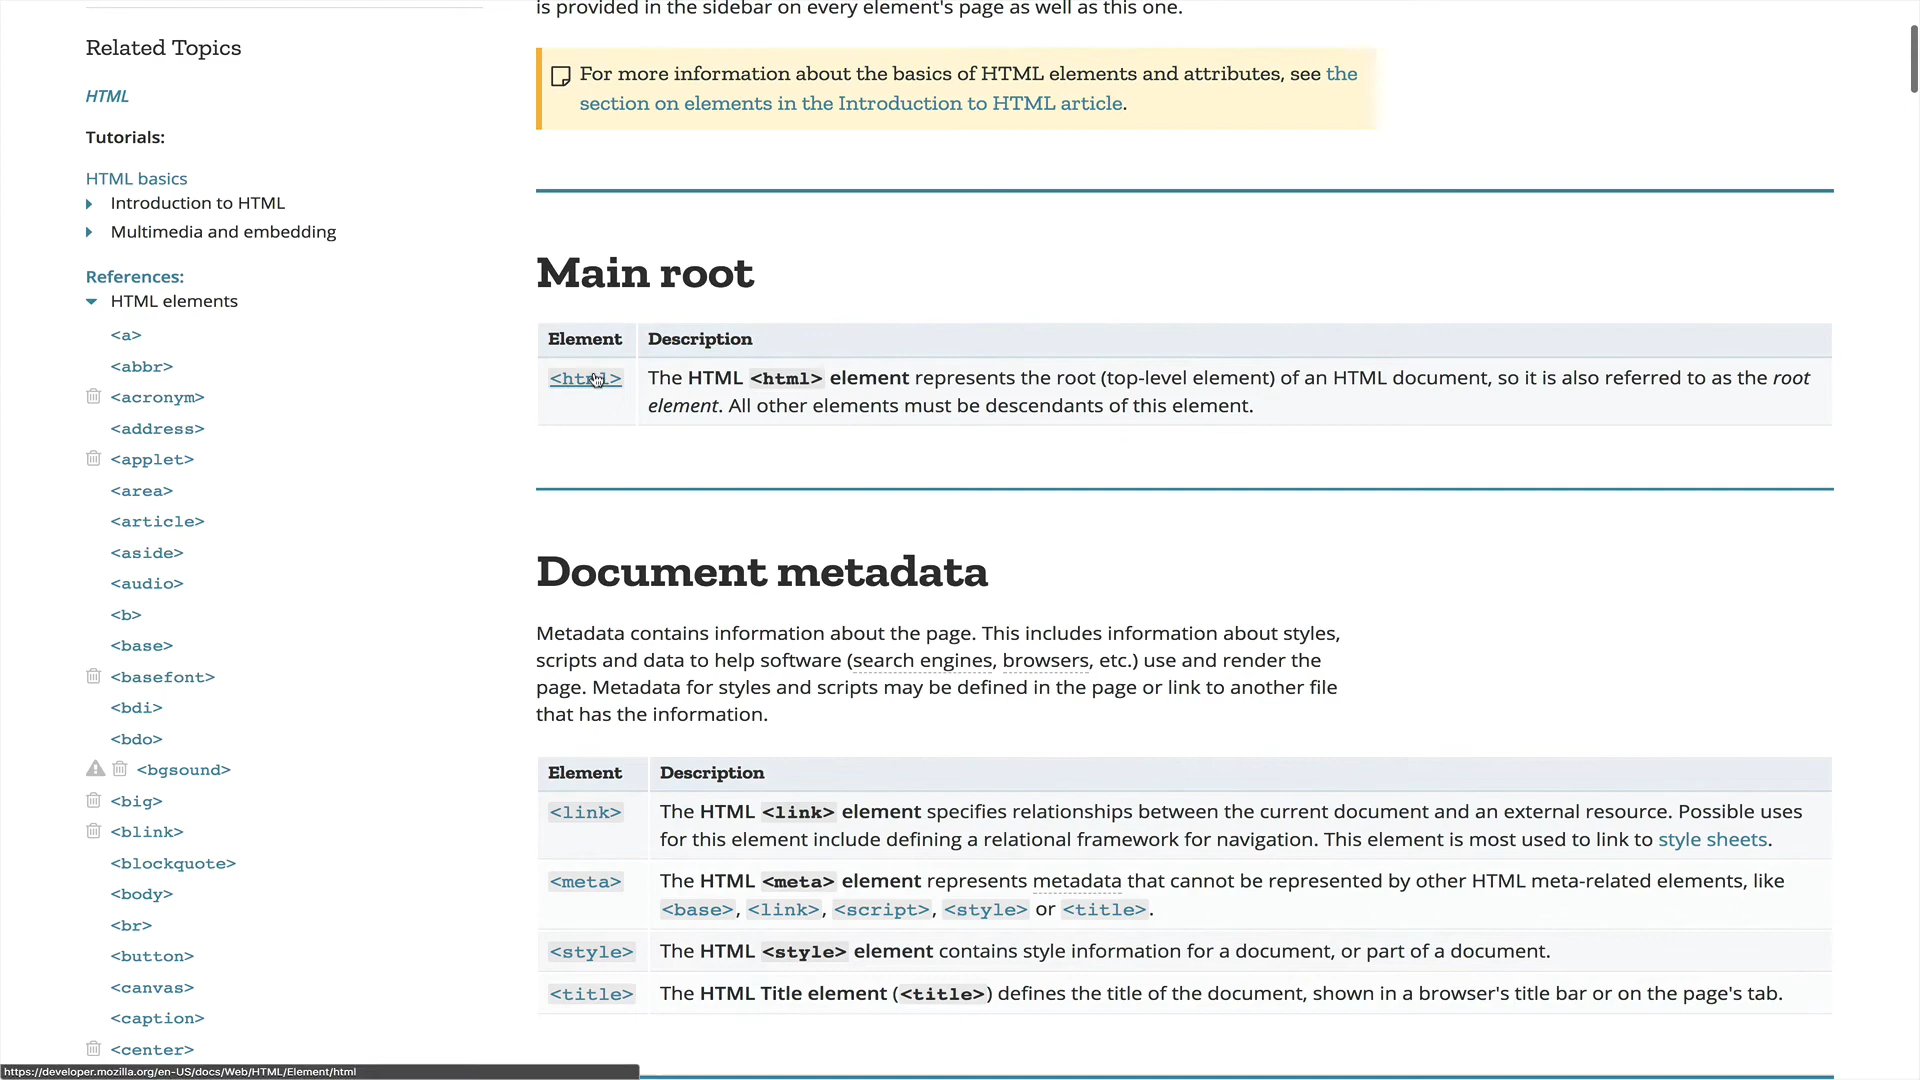 is provided in the sidebar on every element's page as well as this one.
Related Topics
HTML
Tutorials:
HTML basics
Introduction to HTML
Multimedia and embedding
References:
HTML elements
<a>
<abbr>
<acronym>
<address>
<applet>
<area>
<article>
<aside>
<audio>
<b>
<base>
<basefont>
<bdi>
<bdo>
<bgsound>
<big>
<blink>
<blockquote>
<body>
<br>
<button>
<canvas>
<caption>
<center>
For more information about the basics of HTML elements and attributes, see the
section on elements in the Introduction to HTML article.
Main root
Element Description
<html> The HTML <html> element represents the root (top-level element) of an HTML document, so it is also referred to as the root
element. All other elements must be descendants of this element.
Document metadata
Metadata contains information about the page. This includes information about styles,
scripts and data to help software (search engines, browsers, etc.) use and render the
page. Metadata for styles and scripts may be defined in the page or link to another file
that has the information.
Element Description
<link> The HTML <link> element specifies relationships between the current document and an external resource. Possible uses
for this element include defining a relational framework for navigation. This element is most used to link to style sheets.
<meta> The HTML <meta> element represents metadata that cannot be represented by other HTML meta-related elements, like
<base>, <link>, <script>, <style> or <title>.
<style> The HTML <style> element contains style information for a document, or part of a document.
<title> The HTML Title element (<title>) defines the title of the document, shown in a browser's title bar or on the page's tab.
https://developer.mozilla.org/en-US/docs/Web/HTML/Element/html